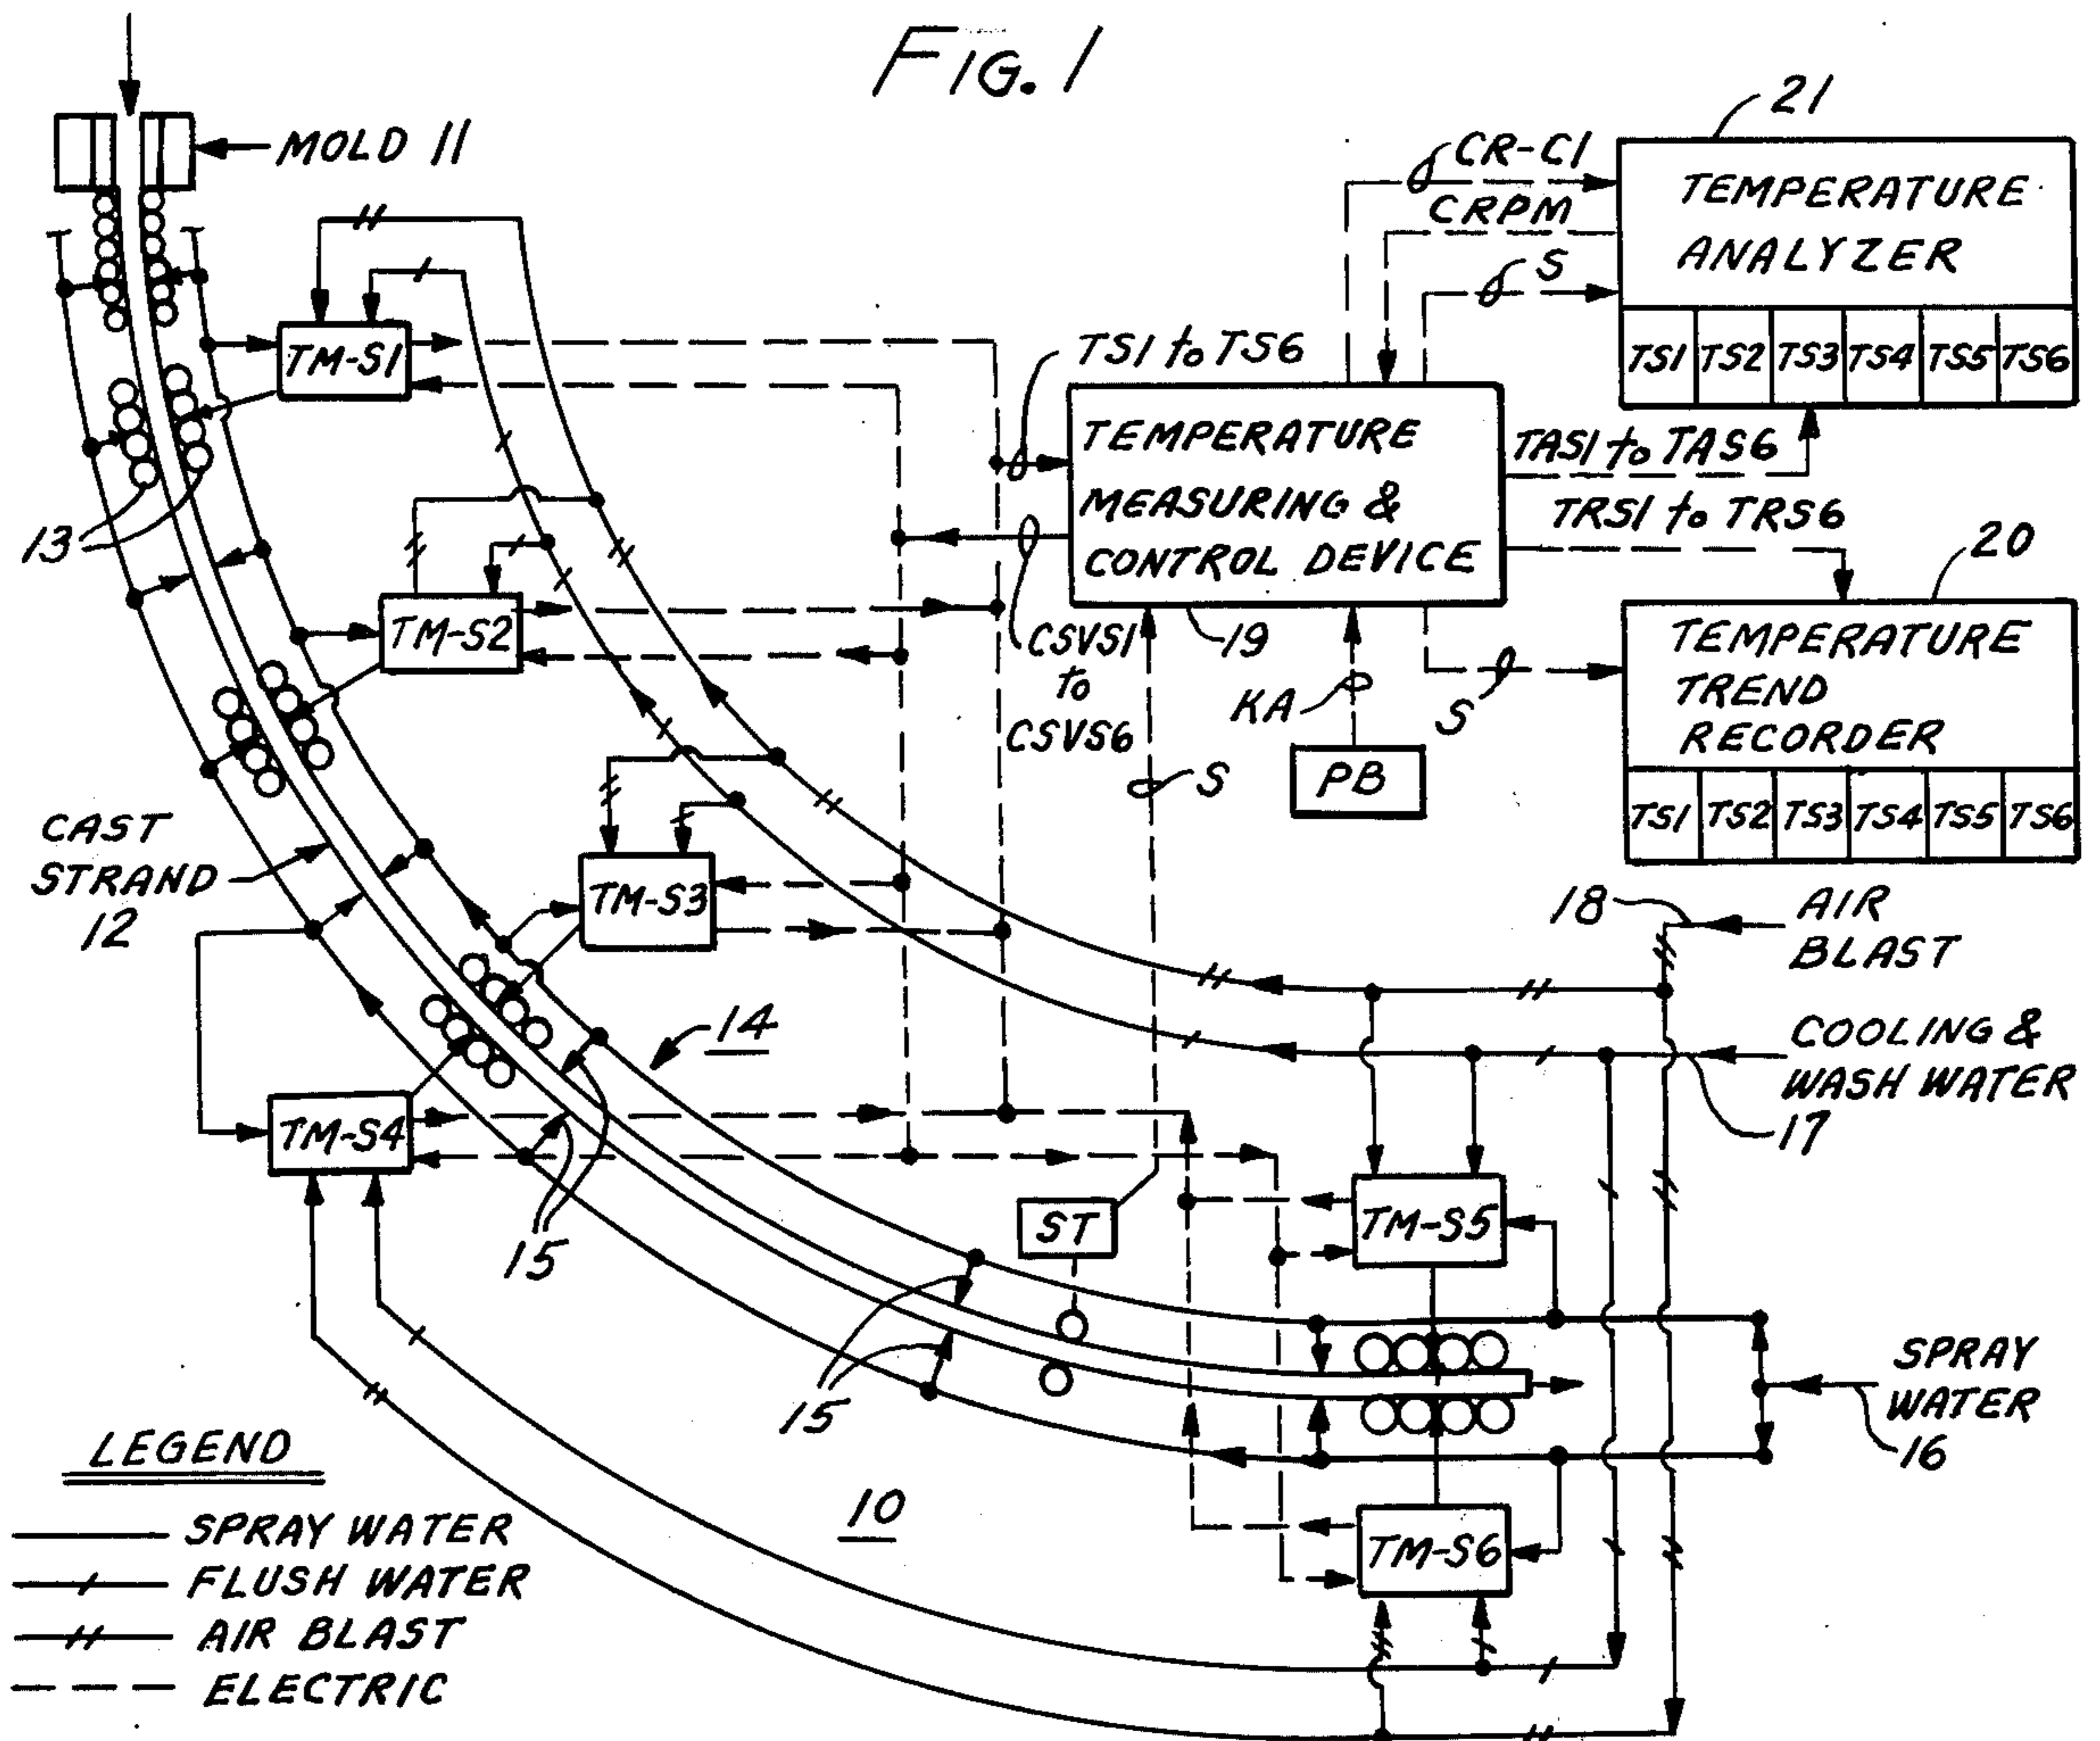 FIG. 1
MOLD 11
21
CR-C1
CRPM
S
TEMPERATURE
ANALYZER
TS1 TS2 TS3 TS4 TS5 TS6
TM-S1
TS1 to TS6
TEMPERATURE
MEASURING &
CONTROL DEVICE
TAS1 to TAS6
TRS1 to TRS6
13
20
TM-S2
CSVS1
to
CSVS6
19
KA
S
PB
S
TEMPERATURE
TREND
RECORDER
TS1 TS2 TS3 TS4 TS5 TS6
CAST
STRAND
12
TM-S3
18
AIR
BLAST
14
COOLING &
WASH WATER
17
TM-S4
15
ST
TM-S5
15
SPRAY
WATER
16
10
TM-S6
LEGEND
SPRAY WATER
FLUSH WATER
AIR BLAST
ELECTRIC